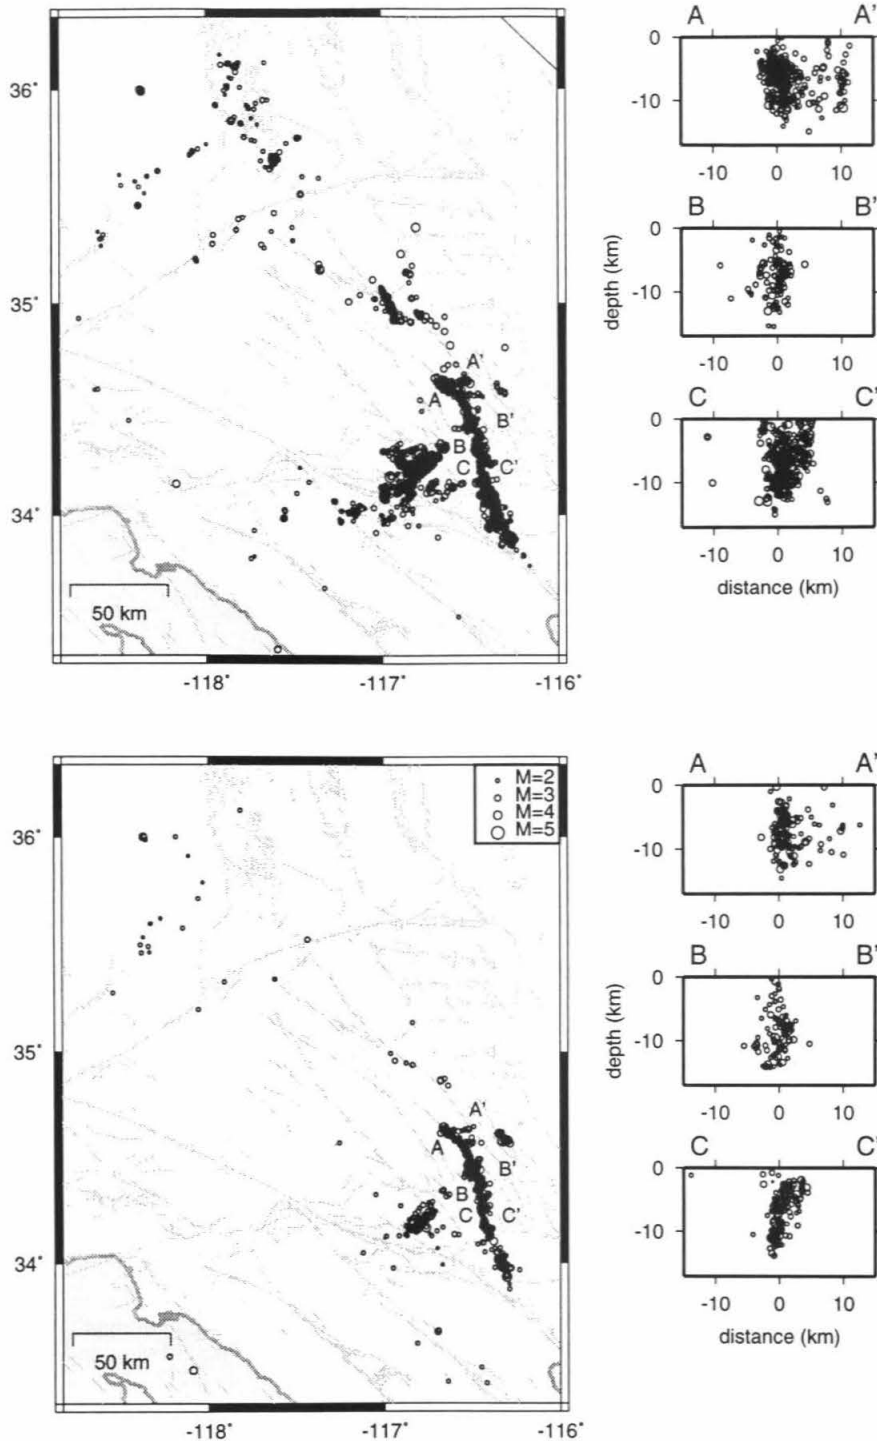 A A'
36°
35°
34°
A'
A
B'
B
C C'
50 km
-118° -117° -116°
0
-10
-10 0 10
B B'
0
-10
depth (km)
-10 0 10
C C'
0
-10
-10 0 10
distance (km)
M=2
M=3
M=4
M=5
36°
35°
34°
A'
A
B'
B
C C'
50 km
-118° -117° -116°
A A'
0
-10
-10 0 10
B B'
0
-10
depth (km)
-10 0 10
C C'
0
-10
-10 0 10
distance (km)